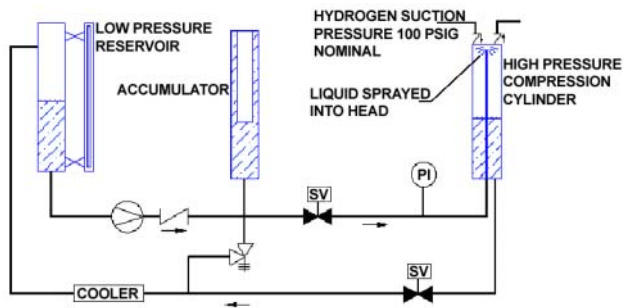 LOW PRESSURE
RESERVOIR
ACCUMULATOR
HYDROGEN SUCTION
PRESSURE 100 PSIG
NOMINAL
LIQUID SPRAYED
INTO HEAD
HIGH PRESSURE
COMPRESSION
CYLINDER
SV
PI
COOLER
SV